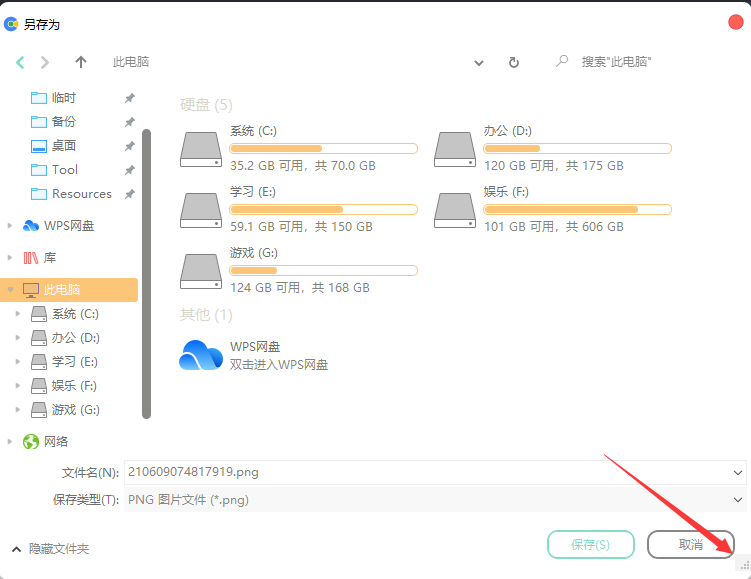 另存为
此电脑
搜索"此电脑"
临时
备份
桌面
Tool
Resources
WPS网盘
库
此电脑
系统 (C:)
办公 (D:)
学习 (E:)
娱乐 (F:)
游戏 (G:)
网络
硬盘 (5)
系统 (C:)
35.2 GB 可用，共 70.0 GB
办公 (D:)
120 GB 可用，共 175 GB
学习 (E:)
59.1 GB 可用，共 150 GB
娱乐 (F:)
101 GB 可用，共 606 GB
游戏 (G:)
124 GB 可用，共 168 GB
其他 (1)
WPS网盘
双击进入WPS网盘
文件名(N): 210609074817919.png
保存类型(T): PNG 图片文件 (*.png)
隐藏文件夹
保存(S)
取消